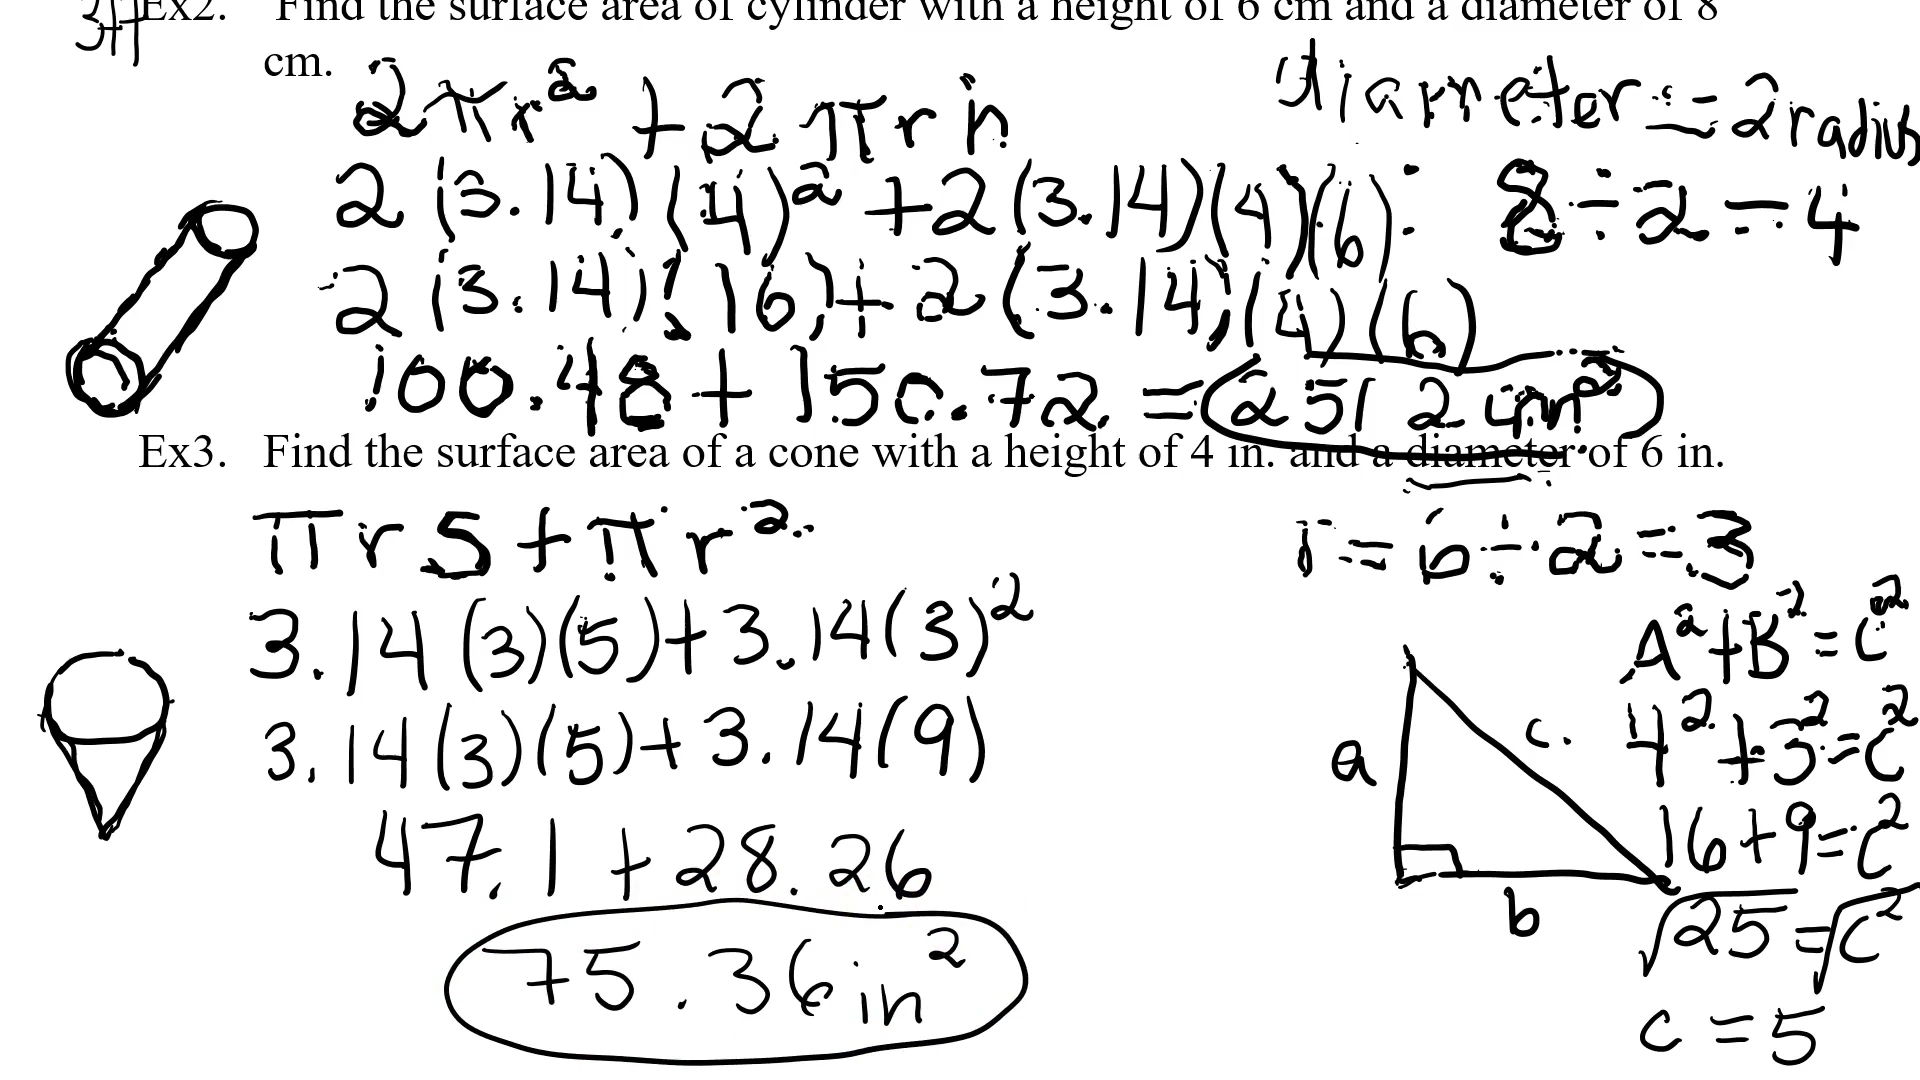 Ex2. Find the surface area of cylinder with a height of 6 cm and a diameter of 8
cm.
2πr² + 2πrh
diameter = 2 radius
2(3.14)(4)² + 2(3.14)(4)(6)
8 ÷ 2 = 4
2(3.14)(16) + 2(3.14)(4)(6)
100.48 + 150.72 = 251 2 cm²
Ex3. Find the surface area of a cone with a height of 4 in. and a diameter of 6 in.
πrs + πr²
r = 6 ÷ 2 = 3
3.14(3)(5) + 3.14(3)²
A² + B² = C²
3.14(3)(5) + 3.14(9)
a
c
4² + 3² = C²
47.1 + 28.26
16 + 9 = C²
b
√25 = √C²
75.36 in²
c = 5